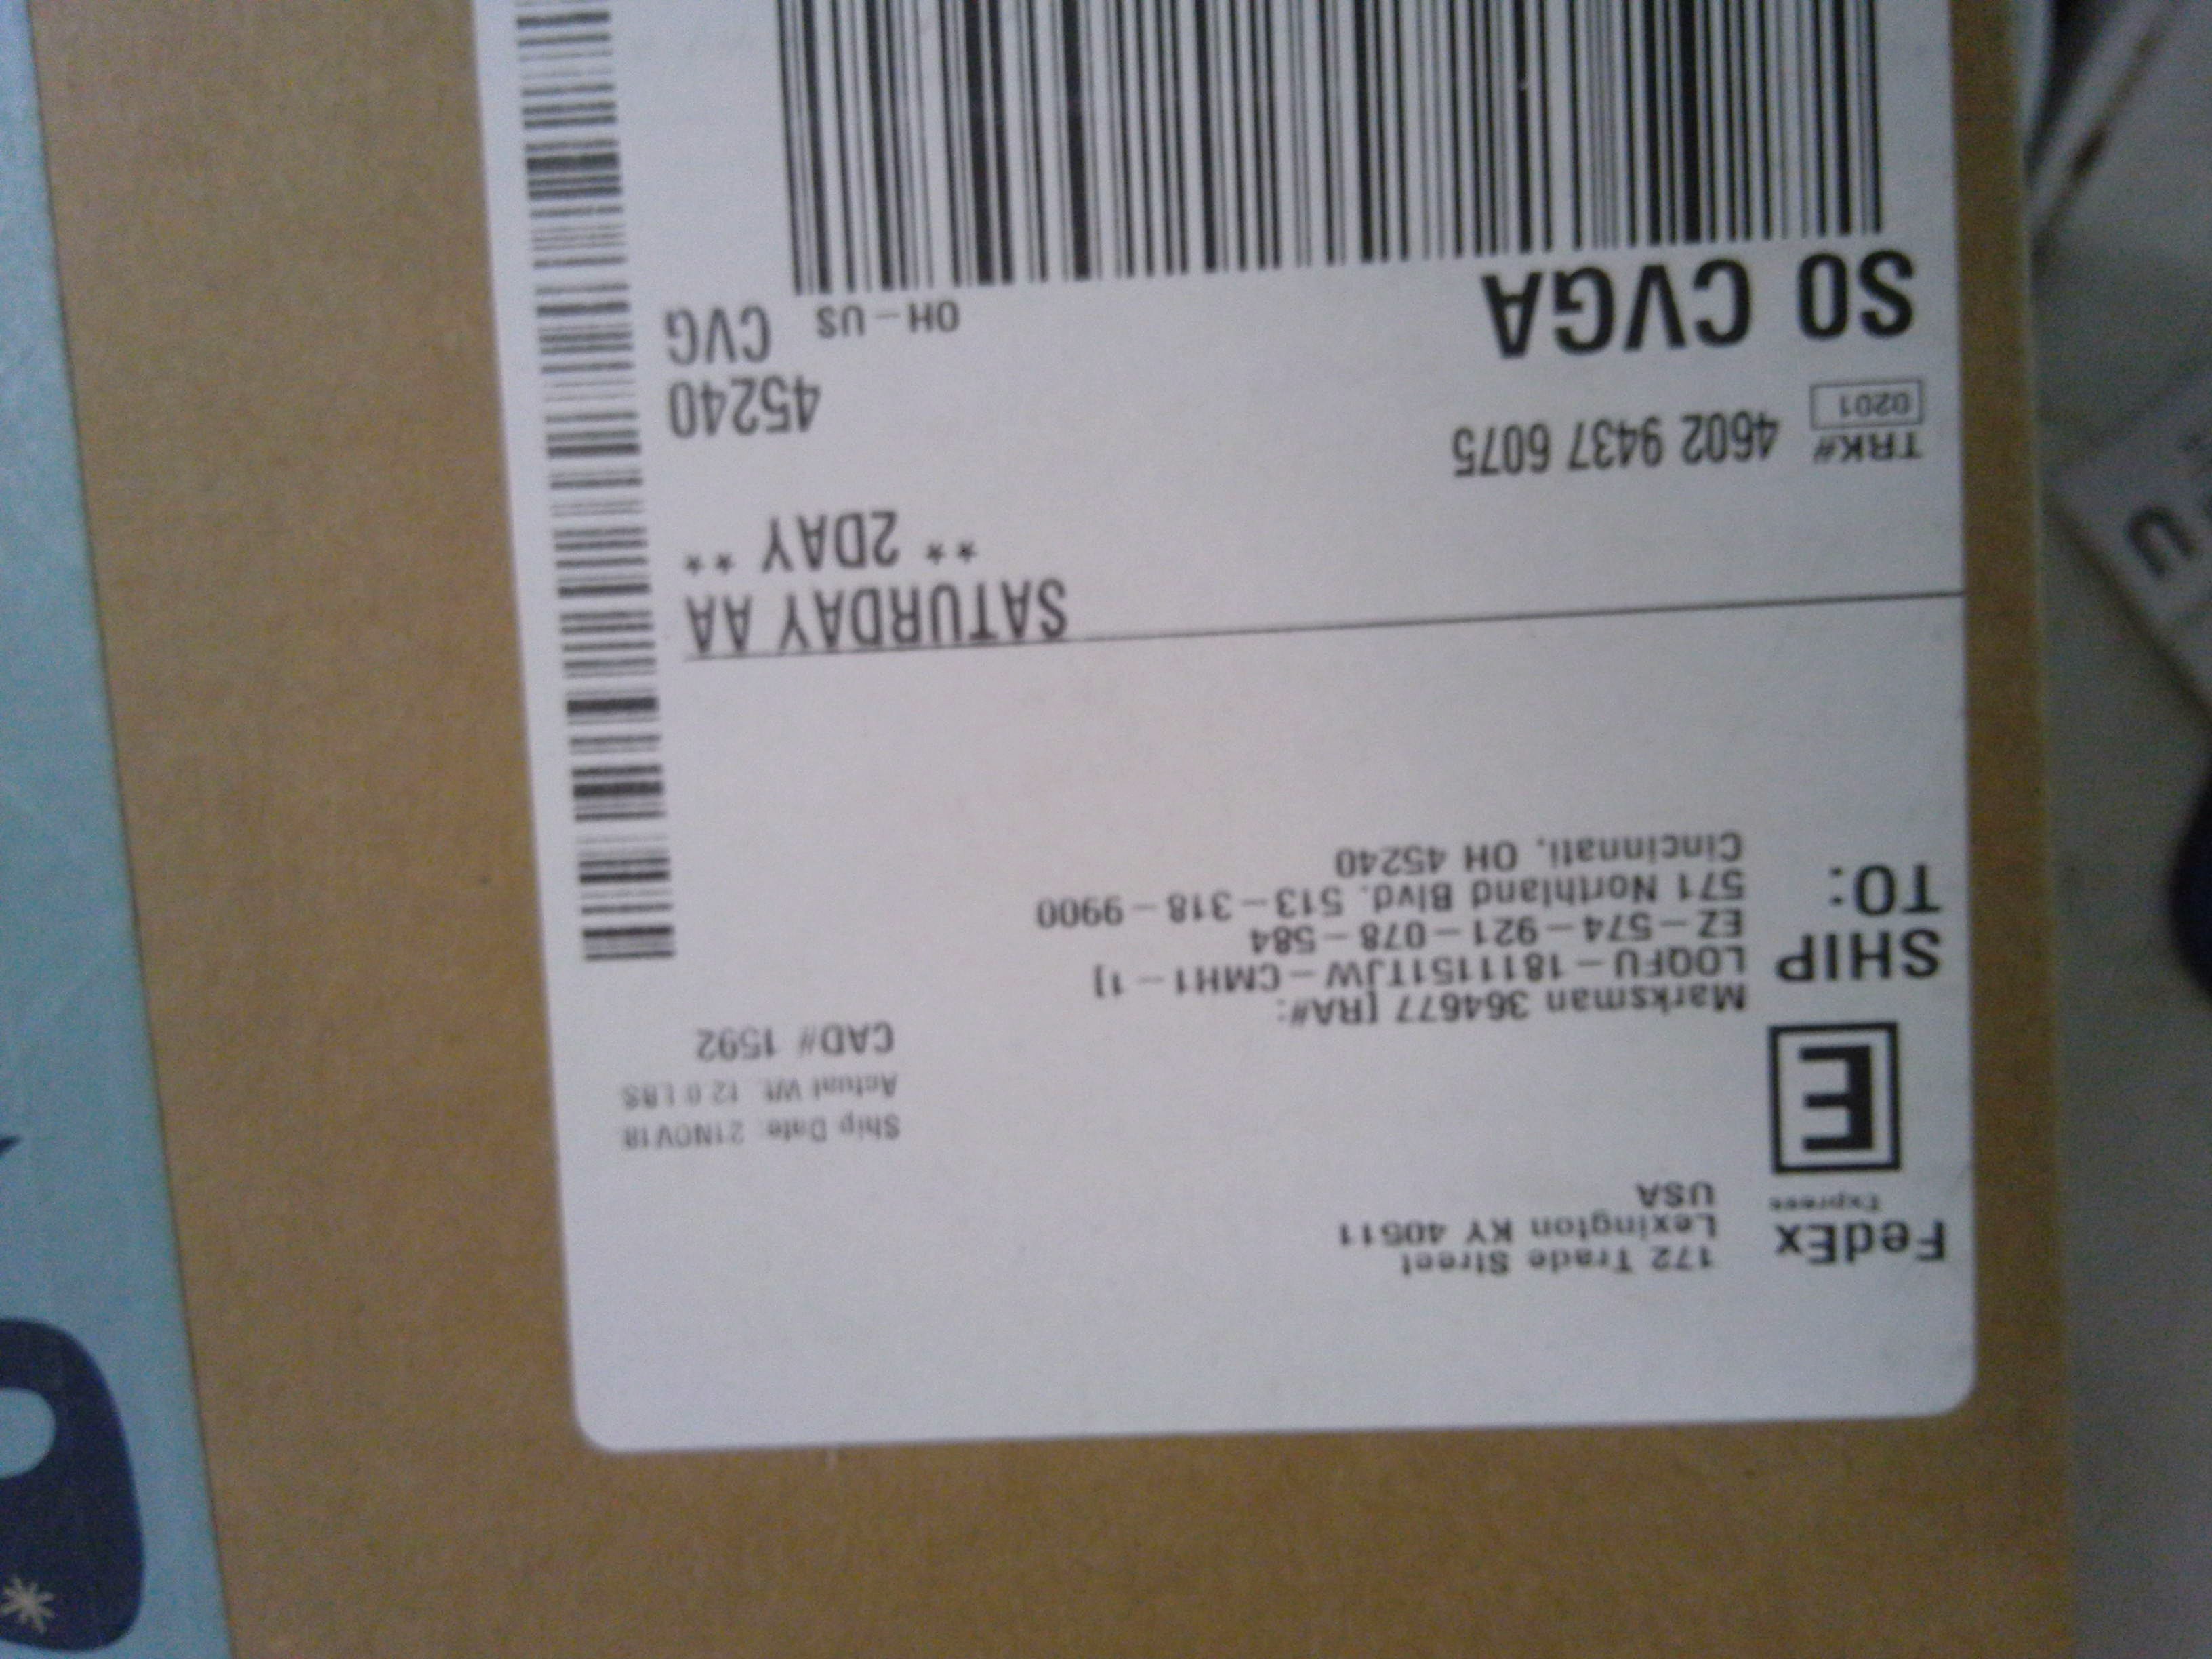 172 Trade Street
Lexington KY 40511
USA
FedEx
Express
E
Ship Date: 21NOV18
Actual Wt: 12.0 LBS
CAD# 1592
SHIP
TO:
Marksman 364677 [RA#:
LOQFU-1811151TJW-CMH1-1]
EZ-574-921-078-584
571 Northland Blvd. 513-318-9900
Cincinnati, OH 45240
SATURDAY AA
** 2DAY **
TRK#
0201
4602 9437 6075
45240
SO CVGA
OH-US
CVG